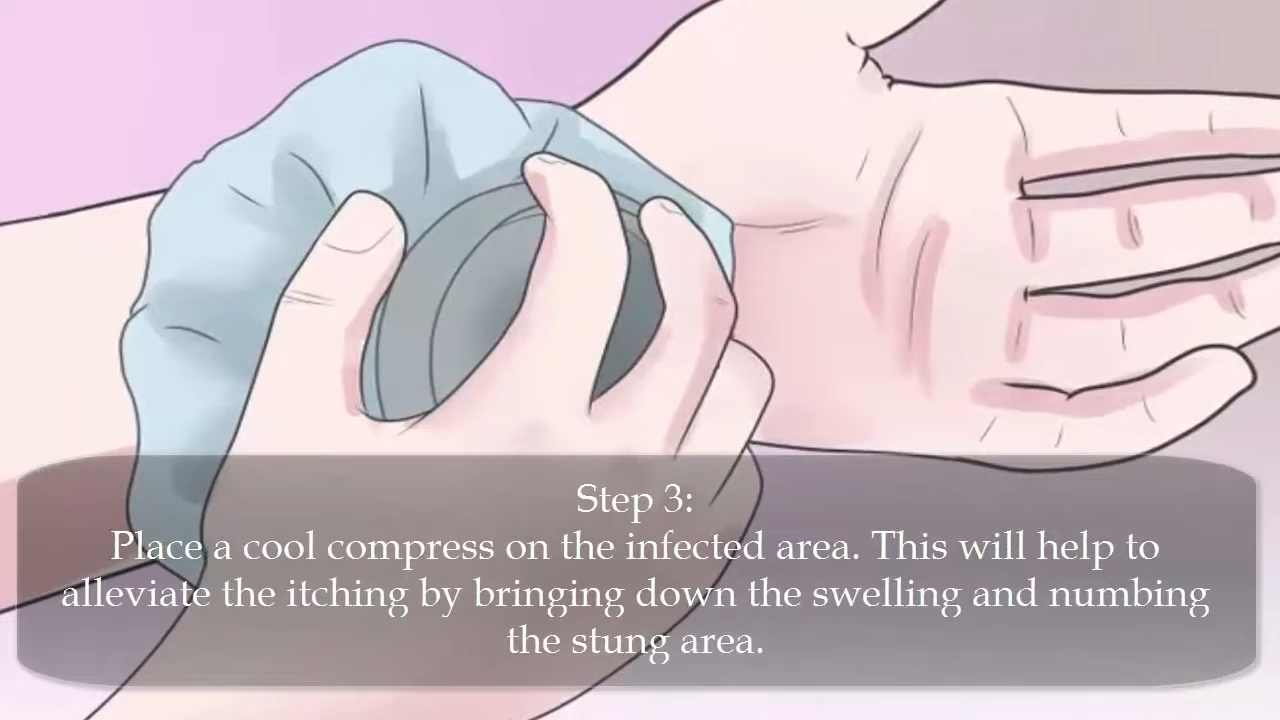 Step 3:
Place a cool compress on the infected area. This will help to
alleviate the itching by bringing down the swelling and numbing
the stung area.